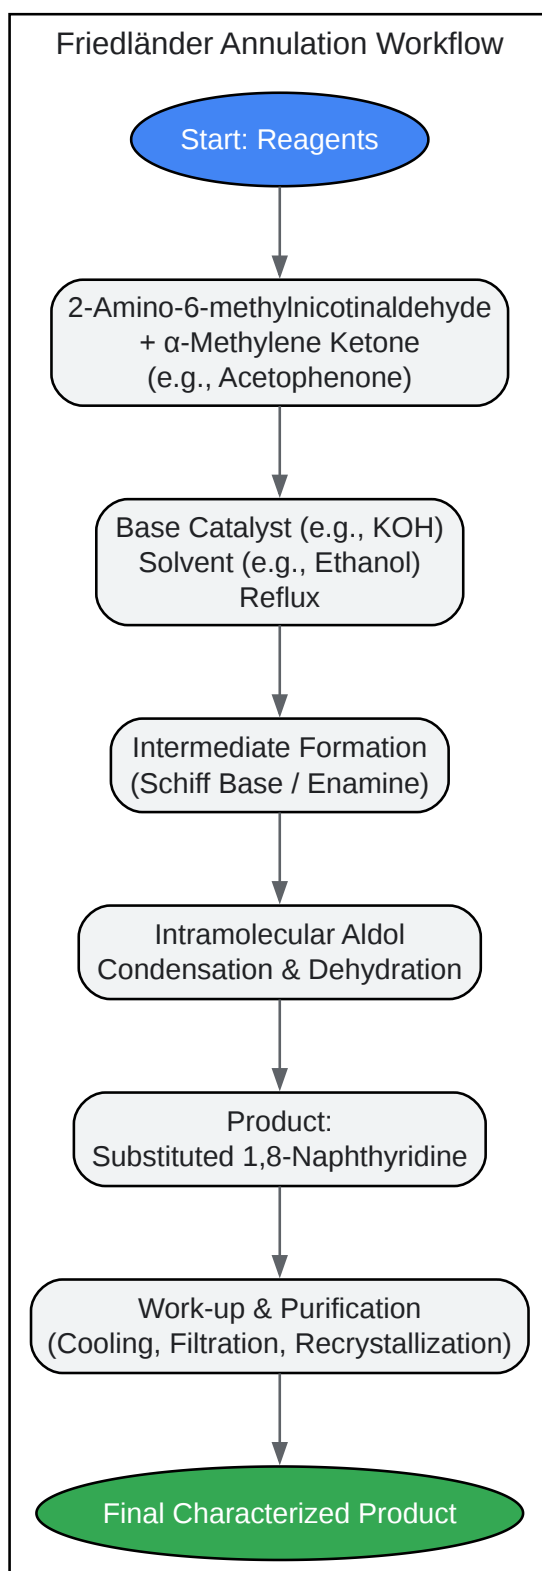 Friedländer Annulation Workflow
Start: Reagents
2-Amino-6-methylnicotinaldehyde
+ α-Methylene Ketone
(e.g., Acetophenone)
Base Catalyst (e.g., KOH)
Solvent (e.g., Ethanol)
Reflux
Intermediate Formation
(Schiff Base / Enamine)
Intramolecular Aldol
Condensation & Dehydration
Product:
Substituted 1,8-Naphthyridine
Work-up & Purification
(Cooling, Filtration, Recrystallization)
Final Characterized Product